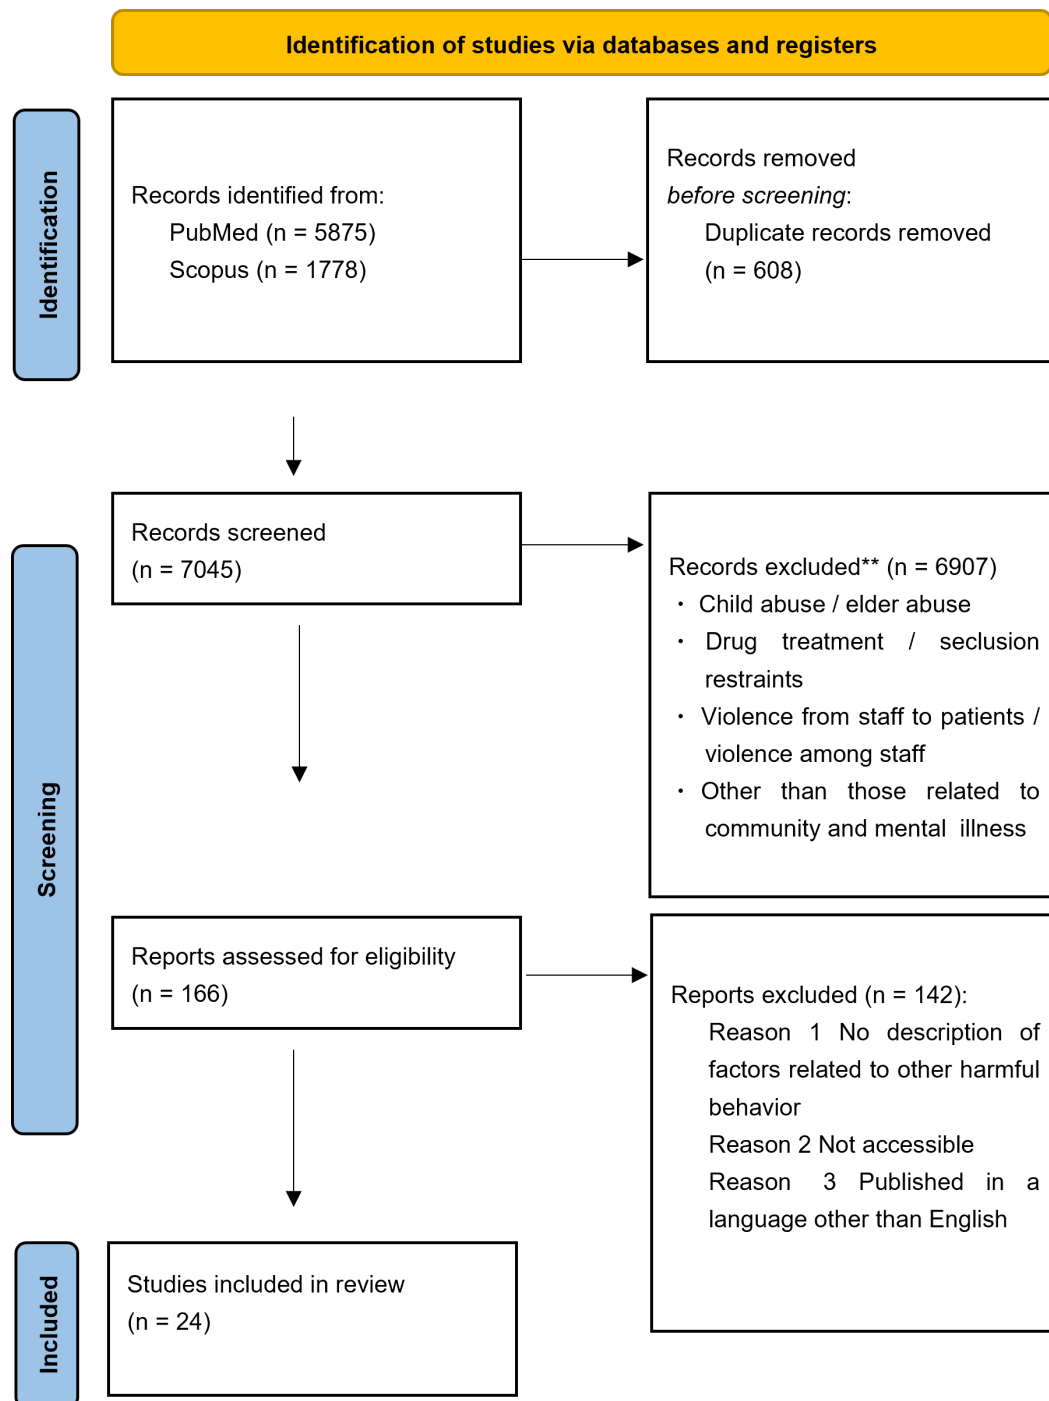 Identification of studies via databases and registers
Identification
Records identified from:
PubMed (n = 5875)
Scopus (n = 1778)
Records removed
before screening:
Duplicate records removed
(n = 608)
Screening
Records screened
(n = 7045)
Records excluded** (n = 6907)
・ Child abuse / elder abuse
・ Drug treatment / seclusion
restraints
・ Violence from staff to patients /
violence among staff
・ Other than those related to
community and mental illness
Reports assessed for eligibility
(n = 166)
Reports excluded (n = 142):
Reason 1 No description of
factors related to other harmful
behavior
Reason 2 Not accessible
Reason 3 Published in a
language other than English
Included
Studies included in review
(n = 24)